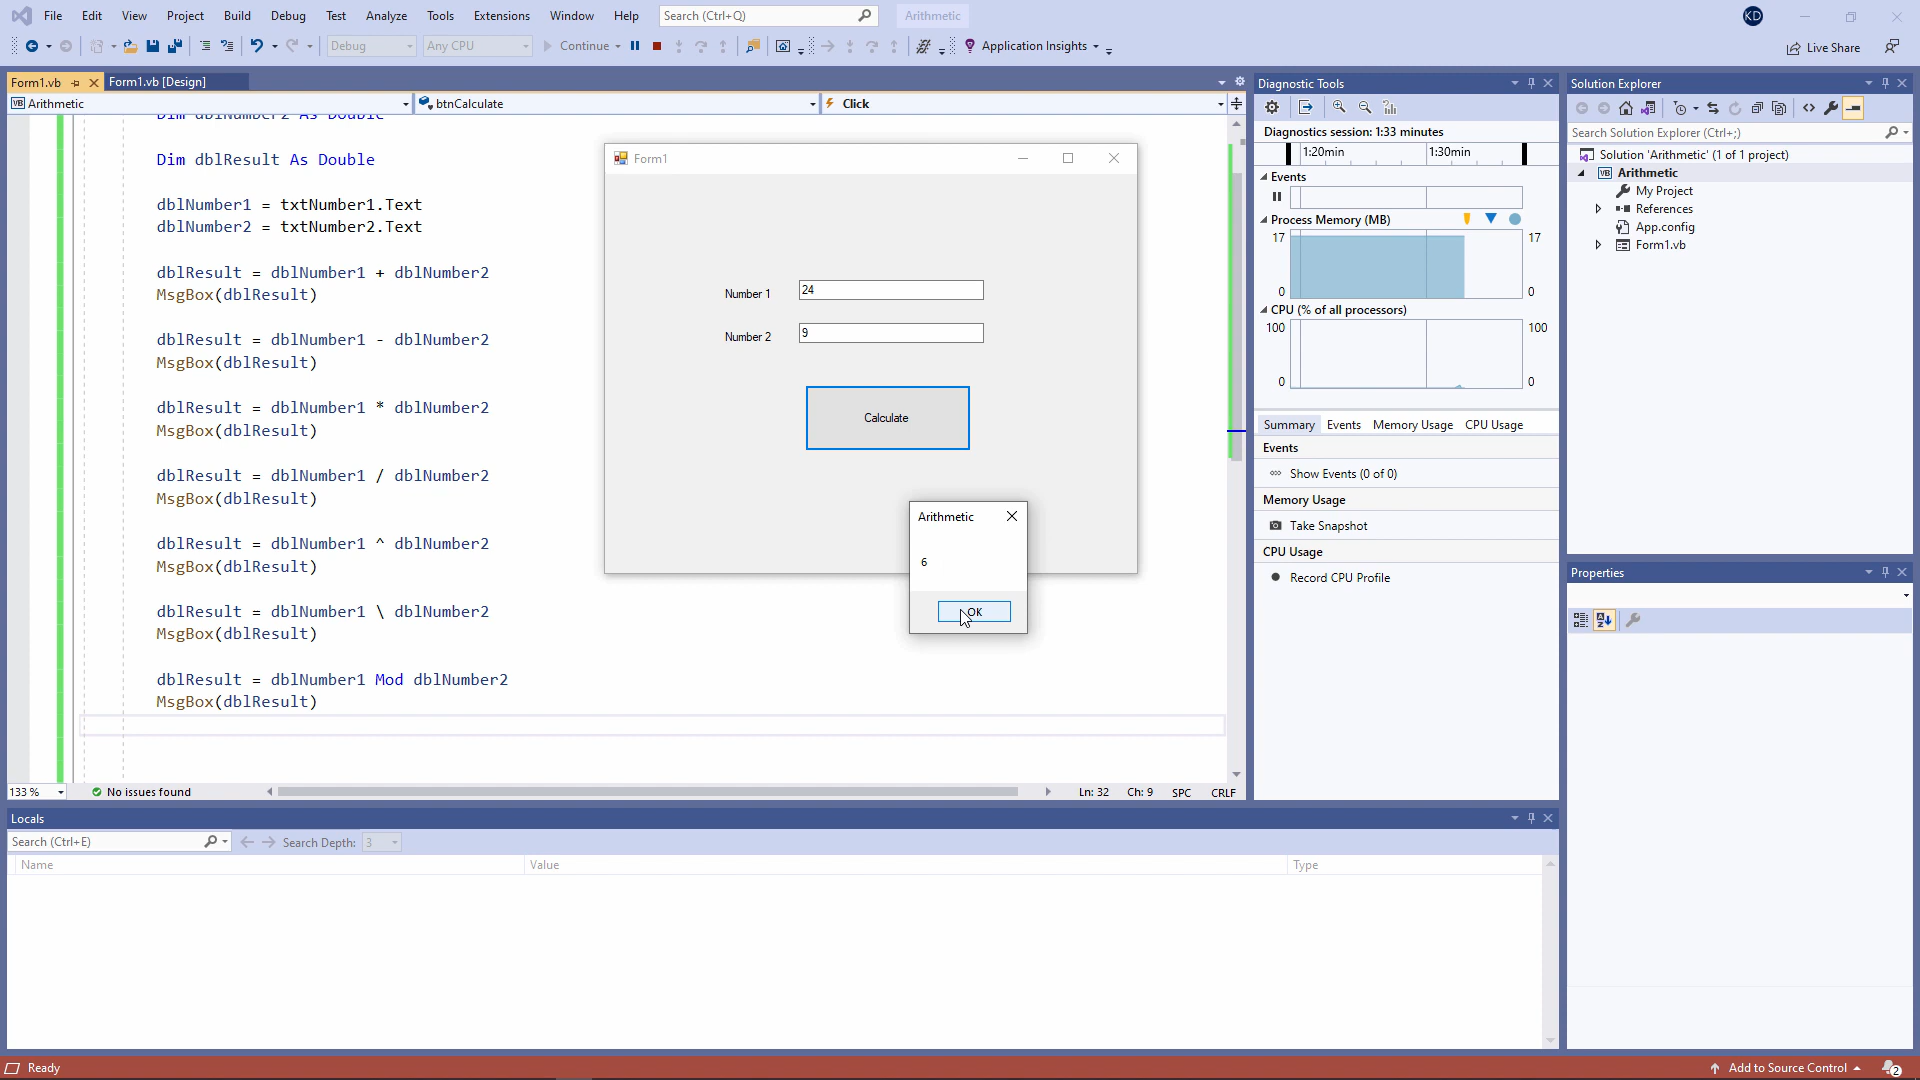 File Edit View Project Build Debug Test Analyze Tools Extensions Window Help Search (Ctrl+Q) Arithmetic KD
Debug Any CPU Continue Application Insights Live Share
Form1.vb Form1.vb [Design]
VB Arithmetic btnCalculate Click
Dim dblNumber2 As Double
Dim dblResult As Double
dblNumber1 = txtNumber1.Text
dblNumber2 = txtNumber2.Text
dblResult = dblNumber1 + dblNumber2
MsgBox(dblResult)
dblResult = dblNumber1 - dblNumber2
MsgBox(dblResult)
dblResult = dblNumber1 * dblNumber2
MsgBox(dblResult)
dblResult = dblNumber1 / dblNumber2
MsgBox(dblResult)
dblResult = dblNumber1 ^ dblNumber2
MsgBox(dblResult)
dblResult = dblNumber1 \ dblNumber2
MsgBox(dblResult)
dblResult = dblNumber1 Mod dblNumber2
MsgBox(dblResult)
133 % No issues found Ln: 32 Ch: 9 SPC CRLF
Form1
Number 1 24
Number 2 9
Calculate
Arithmetic
6
OK
Diagnostic Tools
Diagnostics session: 1:33 minutes
1:20min 1:30min
Events
Process Memory (MB)
17 17
0 0
CPU (% of all processors)
100 100
0 0
Summary Events Memory Usage CPU Usage
Events
Show Events (0 of 0)
Memory Usage
Take Snapshot
CPU Usage
Record CPU Profile
Solution Explorer
Search Solution Explorer (Ctrl+;)
Solution 'Arithmetic' (1 of 1 project)
VB Arithmetic
My Project
References
App.config
Form1.vb
Properties
Locals
Search (Ctrl+E) Search Depth: 3
Name Value Type
Ready Add to Source Control 2